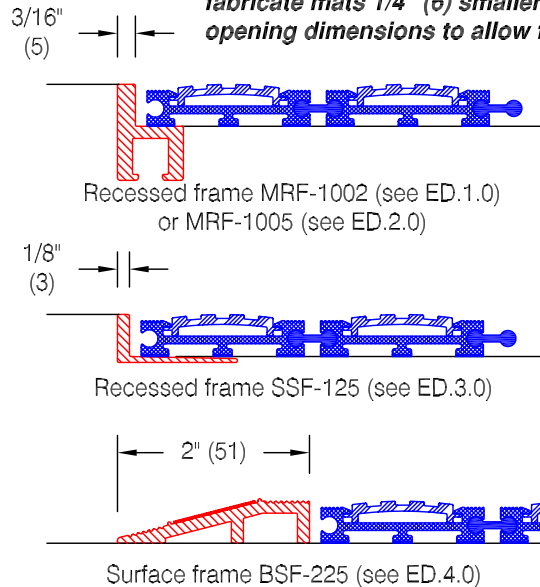 fabricate mats 1/4" (6) smaller
opening dimensions to allow f
3/16"
(5)
Recessed frame MRF-1002 (see ED.1.0)
or MRF-1005 (see ED.2.0)
1/8"
(3)
Recessed frame SSF-125 (see ED.3.0)
2" (51)
Surface frame BSF-225 (see ED.4.0)